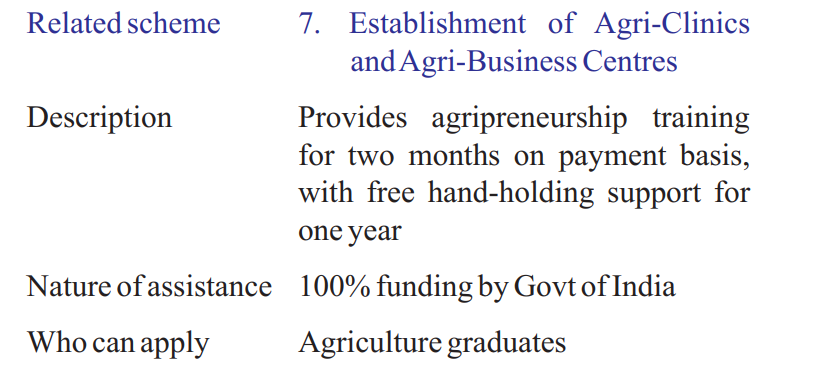 Related scheme 7. Establishment of Agri-Clinics
and Agri-Business Centres
Description Provides agripreneurship training
for two months on payment basis,
with free hand-holding support for
one year
Nature of assistance 100% funding by Govt of India
Who can apply Agriculture graduates